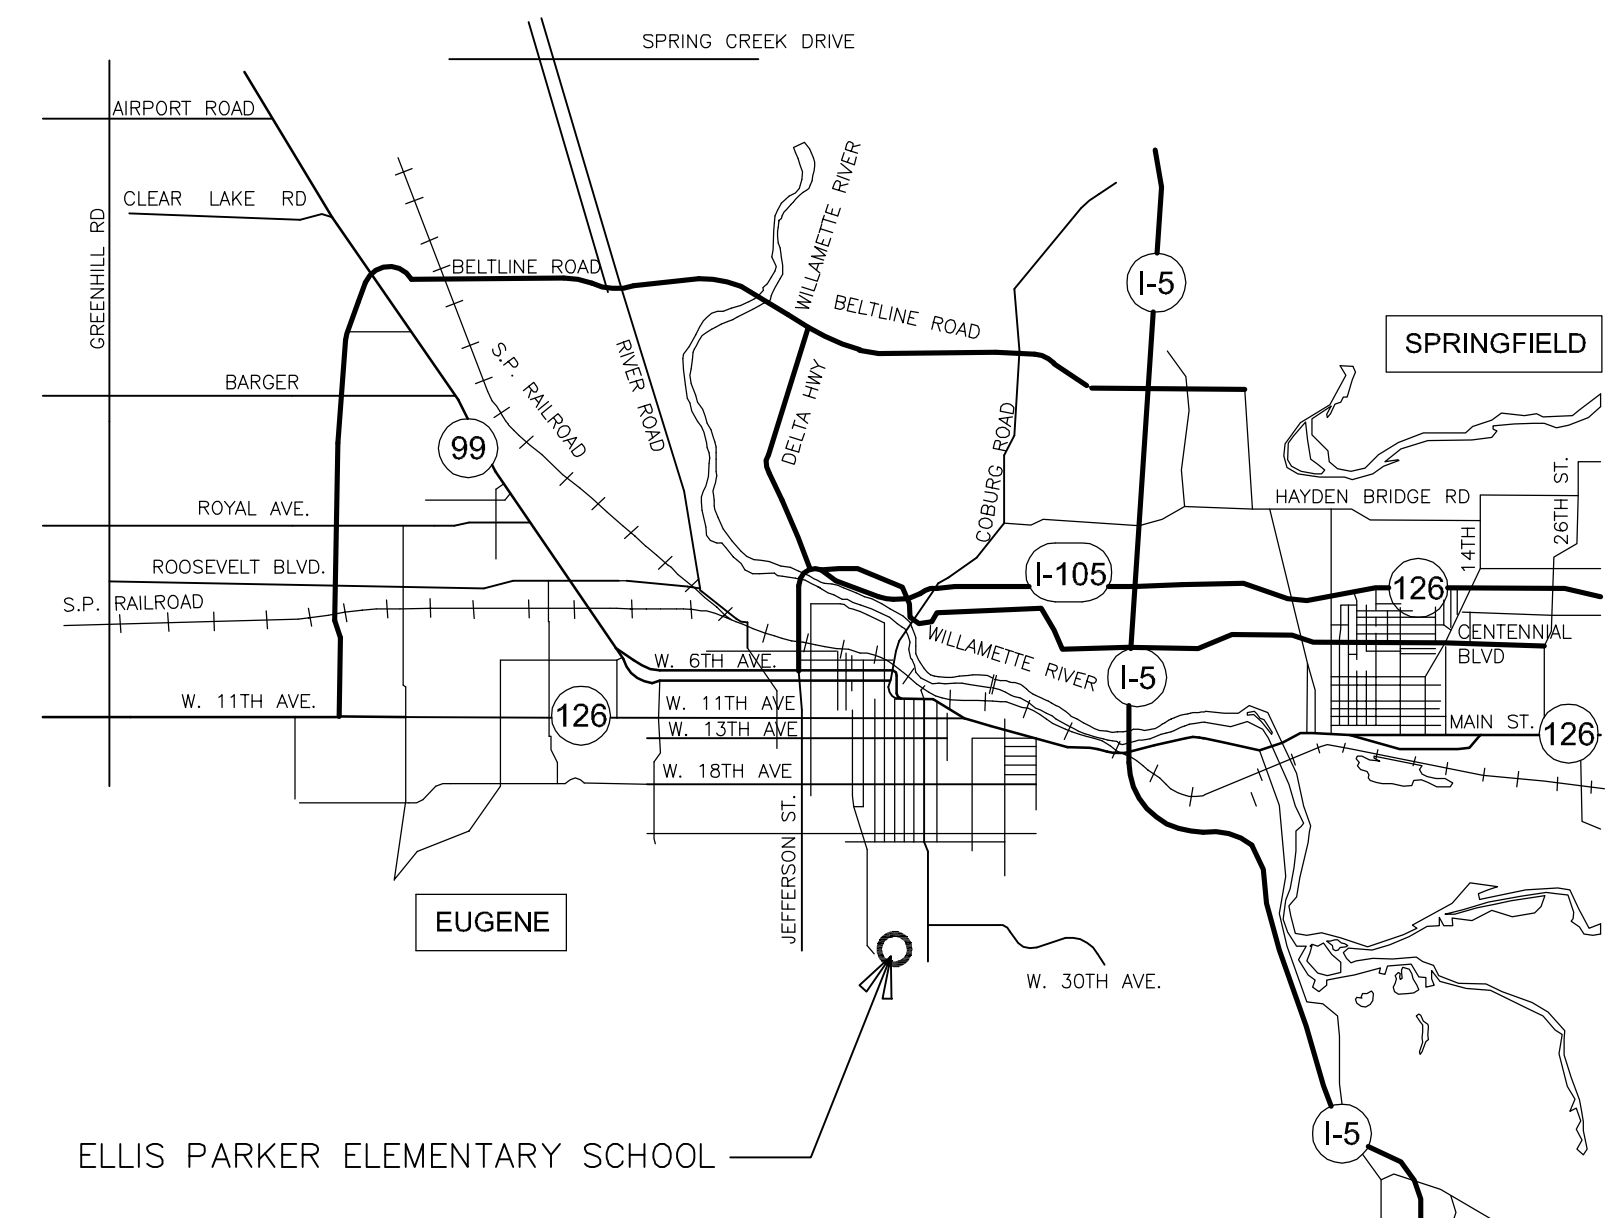 SPRING CREEK DRIVE
AIRPORT ROAD
CLEAR LAKE RD
GREENHILL RD
BELTLINE ROAD
WILLAMETTE RIVER
BELTLINE ROAD
I-5
SPRINGFIELD
S.P. RAILROAD
RIVER ROAD
DELTA HWY
BARGER
99
COBURG ROAD
ROYAL AVE.
HAYDEN BRIDGE RD
14TH
26TH ST.
ROOSEVELT BLVD.
I-105
126
S.P. RAILROAD
WILLAMETTE RIVER
CENTENNIAL
BLVD
W. 6TH AVE.
I-5
W. 11TH AVE.
126
W. 11TH AVE
W. 13TH AVE
MAIN ST.
126
W. 18TH AVE
JEFFERSON ST.
EUGENE
W. 30TH AVE.
I-5
ELLIS PARKER ELEMENTARY SCHOOL